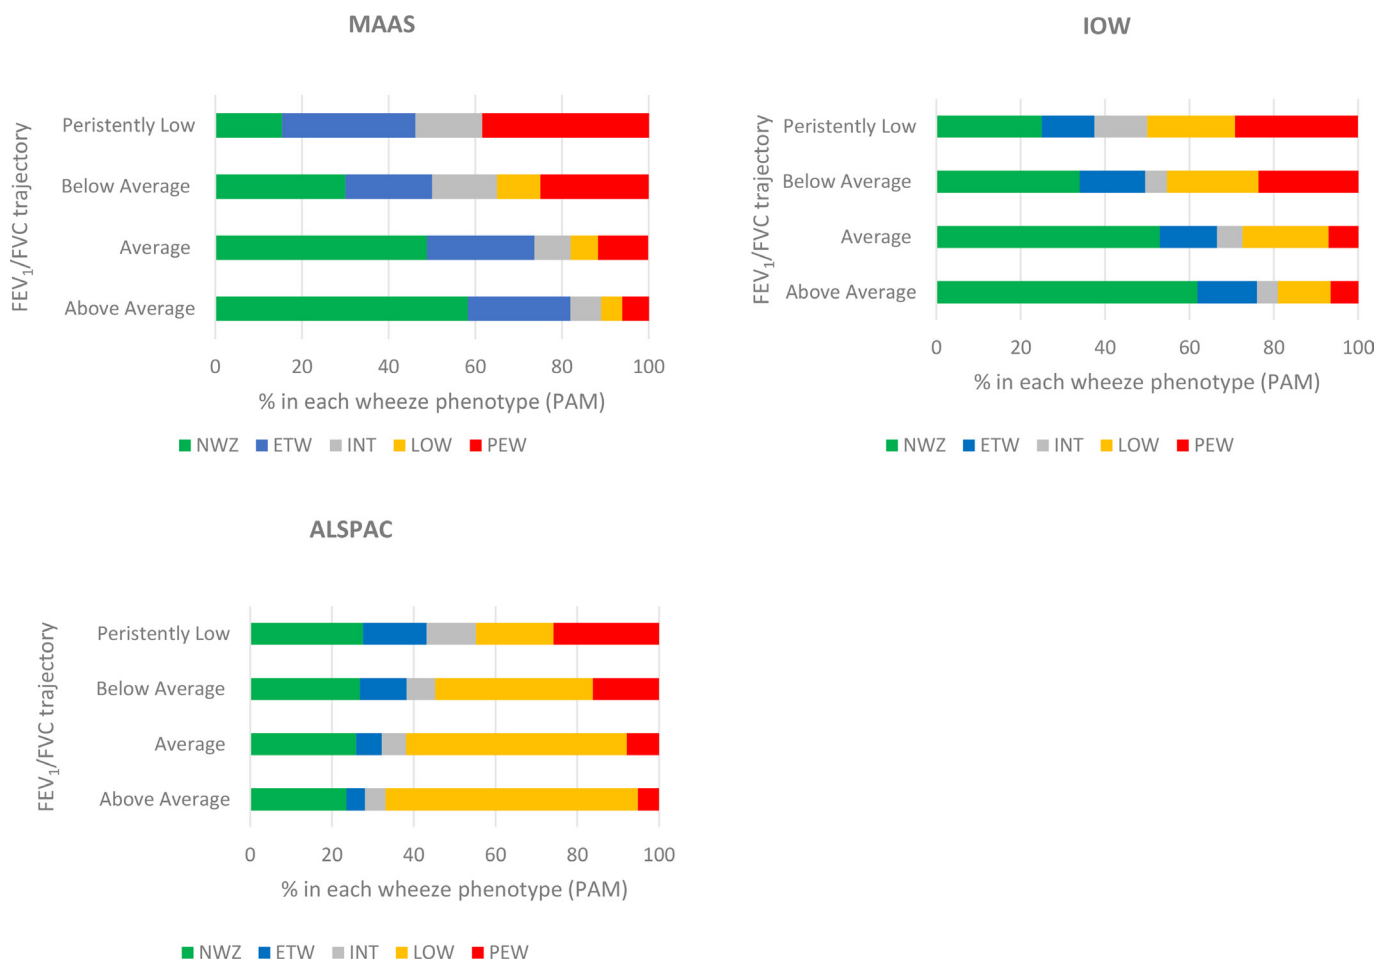 MAAS
FEV1/FVC trajectory
Peristently Low
Below Average
Average
Above Average
0 20 40 60 80 100
% in each wheeze phenotype (PAM)
NWZ ETW INT LOW PEW
IOW
FEV1/FVC trajectory
Peristently Low
Below Average
Average
Above Average
0 20 40 60 80 100
% in each wheeze phenotype (PAM)
NWZ ETW INT LOW PEW
ALSPAC
FEV1/FVC trajectory
Peristently Low
Below Average
Average
Above Average
0 20 40 60 80 100
% in each wheeze phenotype (PAM)
NWZ ETW INT LOW PEW